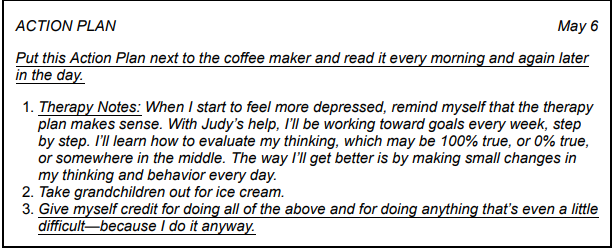 ACTION PLAN May 6
Put this Action Plan next to the coffee maker and read it every morning and again later
in the day.
1. Therapy Notes: When I start to feel more depressed, remind myself that the therapy
plan makes sense. With Judy’s help, I’ll be working toward goals every week, step
by step. I’ll learn how to evaluate my thinking, which may be 100% true, or 0% true,
or somewhere in the middle. The way I’ll get better is by making small changes in
my thinking and behavior every day.
2. Take grandchildren out for ice cream.
3. Give myself credit for doing all of the above and for doing anything that’s even a little
difficult—because I do it anyway.